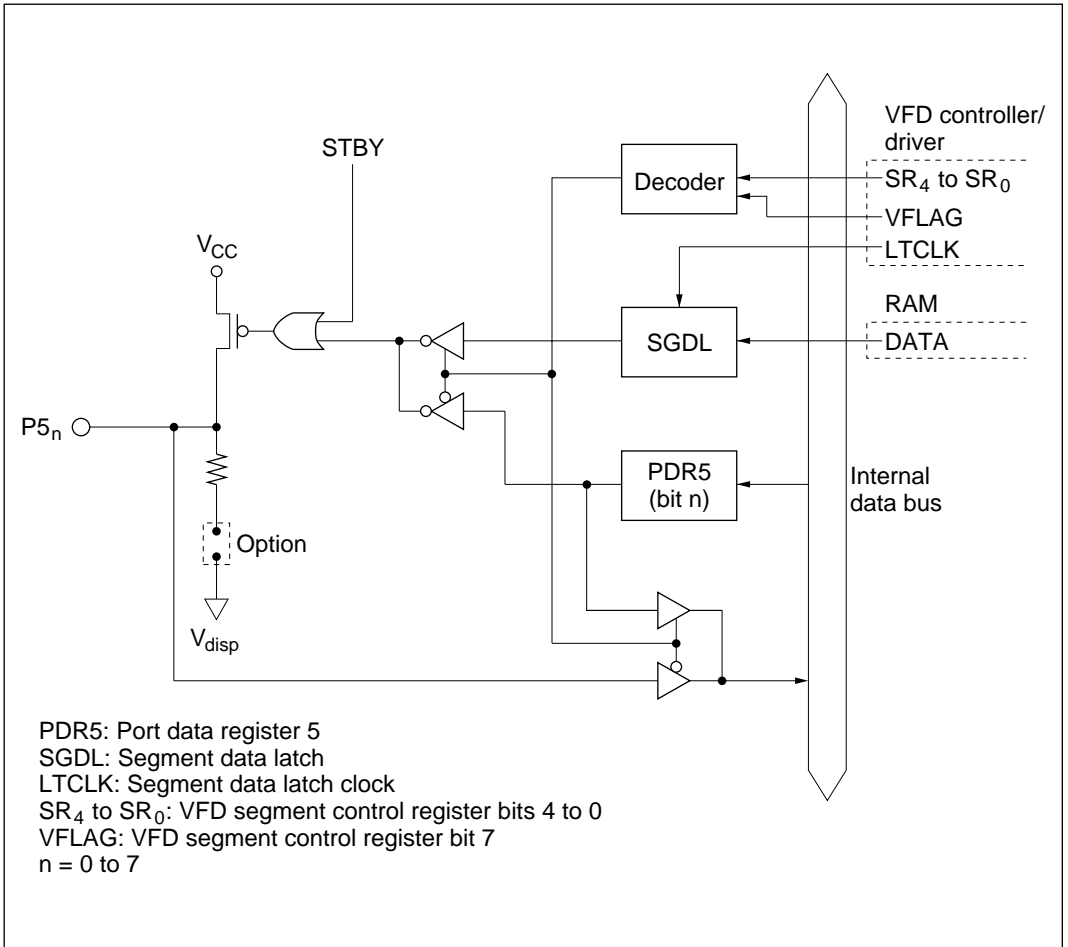 VFD controller/
driver
STBY
Decoder
SR4 to SR0
VFLAG
LTCLK
VCC
RAM
SGDL
DATA
P5n
PDR5
(bit n)
Internal
data bus
Option
Vdisp
PDR5: Port data register 5
SGDL: Segment data latch
LTCLK: Segment data latch clock
SR4 to SR0: VFD segment control register bits 4 to 0
VFLAG: VFD segment control register bit 7
n = 0 to 7